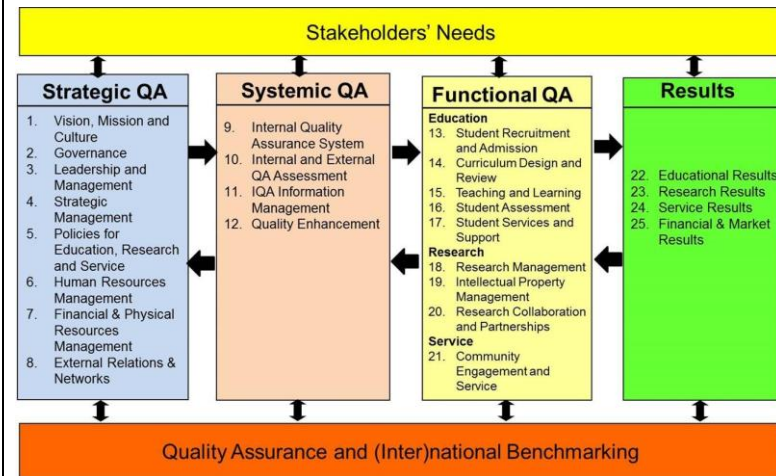 Stakeholders' Needs
Strategic QA
1. Vision, Mission and
Culture
2. Governance
3. Leadership and
Management
4. Strategic
Management
5. Policies for
Education, Research
and Service
6. Human Resources
Management
7. Financial & Physical
Resources
Management
8. External Relations &
Networks
Systemic QA
9. Internal Quality
Assurance System
10. Internal and External
QA Assessment
11. IQA Information
Management
12. Quality Enhancement
Functional QA
Education
13. Student Recruitment
and Admission
14. Curriculum Design and
Review
15. Teaching and Learning
16. Student Assessment
17. Student Services and
Support
Research
18. Research Management
19. Intellectual Property
Management
20. Research Collaboration
and Partnerships
Service
21. Community
Engagement and
Service
Results
22. Educational Results
23. Research Results
24. Service Results
25. Financial & Market
Results
Quality Assurance and (Inter)national Benchmarking